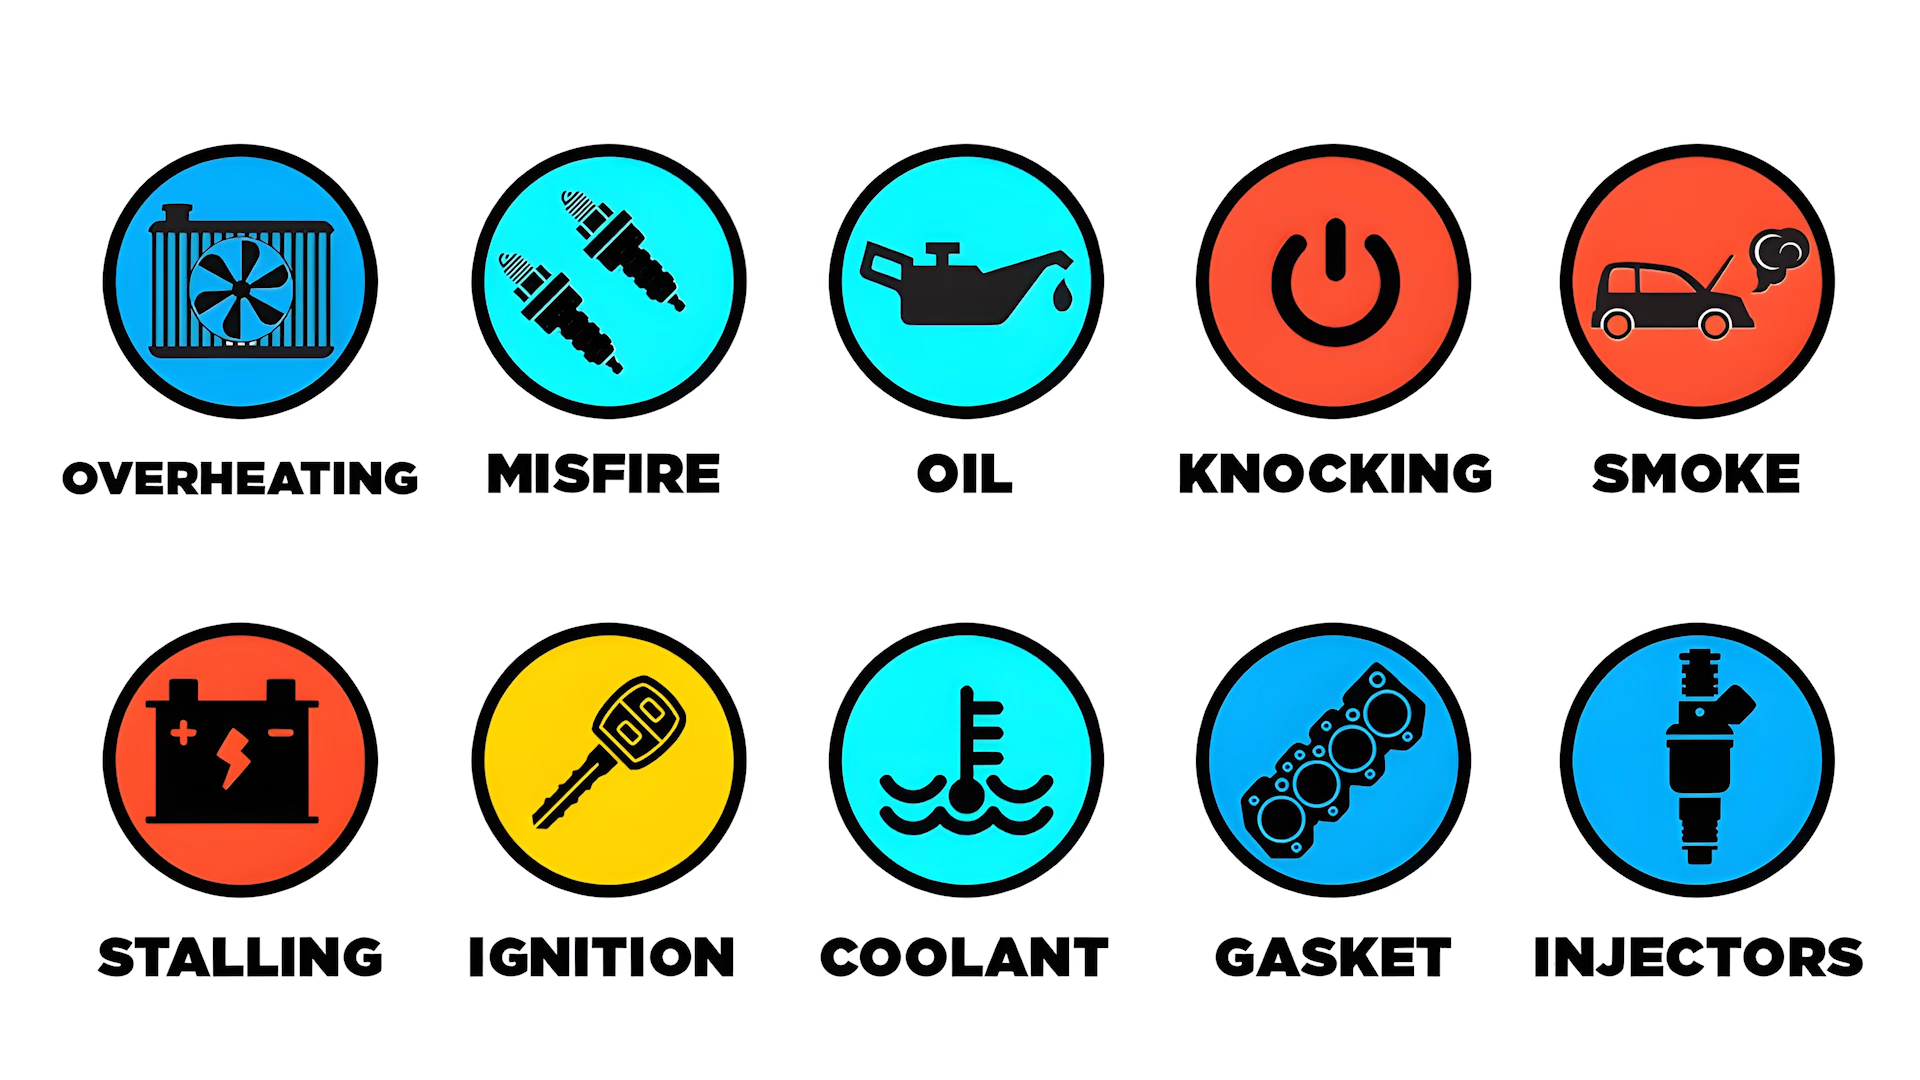 OVERHEATING
MISFIRE
OIL
KNOCKING
SMOKE
STALLING
IGNITION
COOLANT
GASKET
INJECTORS